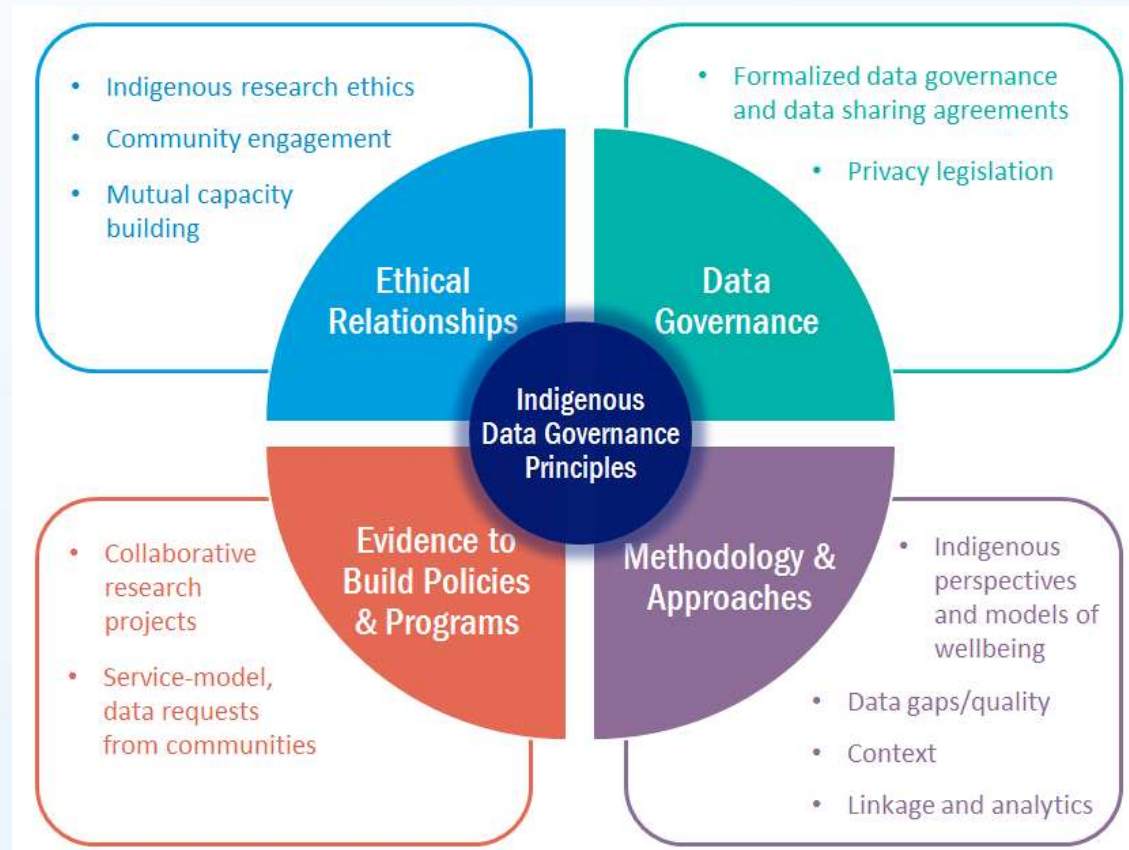 • Indigenous research ethics
• Community engagement
• Mutual capacity
building
Ethical
Relationships
• Formalized data governance
and data sharing agreements
• Privacy legislation
Data
Governance
Indigenous
Data Governance
Principles
• Collaborative
research
projects
• Service-model,
data requests
from communities
Evidence to
Build Policies
& Programs
Methodology &
Approaches
• Indigenous
perspectives
and models of
wellbeing
• Data gaps/quality
• Context
• Linkage and analytics